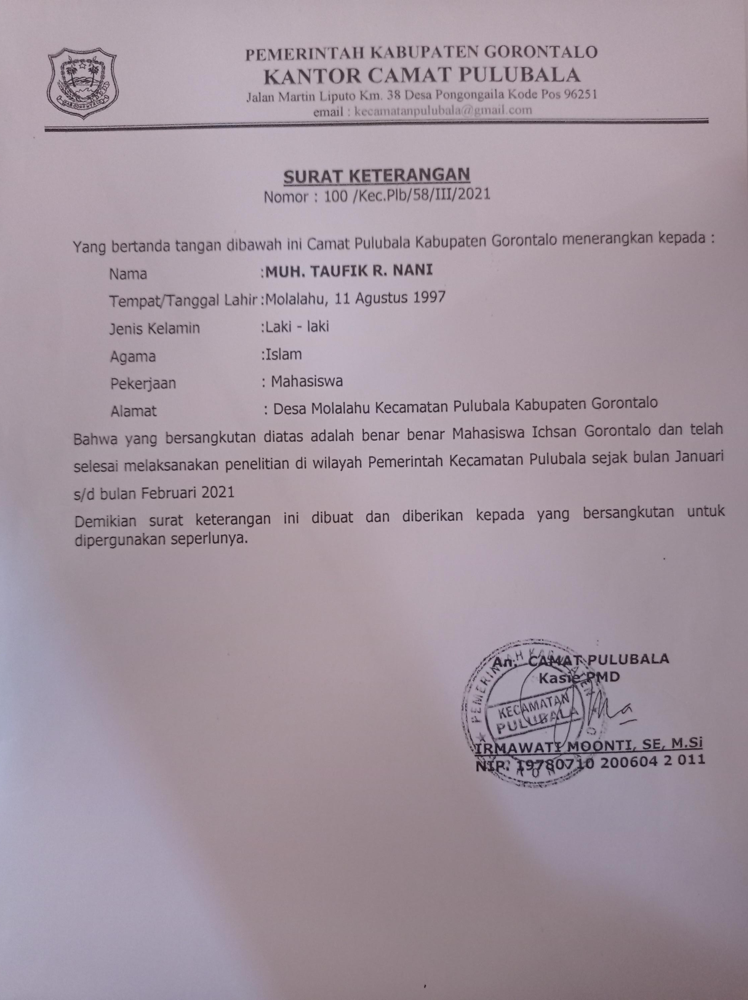 PEMERINTAH KABUPATEN GORONTALO
KANTOR CAMAT PULUBALA
Jalan Martin Liputo Km. 38 Desa Pongongaila Kode Pos 96251
email : kecamatanpulubala@gmail.com
KAB GORONTALO
SURAT KETERANGAN
Nomor : 100 /Kec.Plb/58/III/2021
Yang bertanda tangan dibawah ini Camat Pulubala Kabupaten Gorontalo menerangkan kepada :
Nama :MUH. TAUFIK R. NANI
Tempat/Tanggal Lahir :Molalahu, 11 Agustus 1997
Jenis Kelamin :Laki - laki
Agama :Islam
Pekerjaan : Mahasiswa
Alamat : Desa Molalahu Kecamatan Pulubala Kabupaten Gorontalo
Bahwa yang bersangkutan diatas adalah benar benar Mahasiswa Ichsan Gorontalo dan telah
selesai melaksanakan penelitian di wilayah Pemerintah Kecamatan Pulubala sejak bulan Januari
s/d bulan Februari 2021
Demikian surat keterangan ini dibuat dan diberikan kepada yang bersangkutan untuk
dipergunakan seperlunya.
An. CAMAT PULUBALA
Kasie PMD
KECAMATAN
PULUBALA
IRMAWATI MOONTI, SE, M.Si
NIP. 19780710 200604 2 011